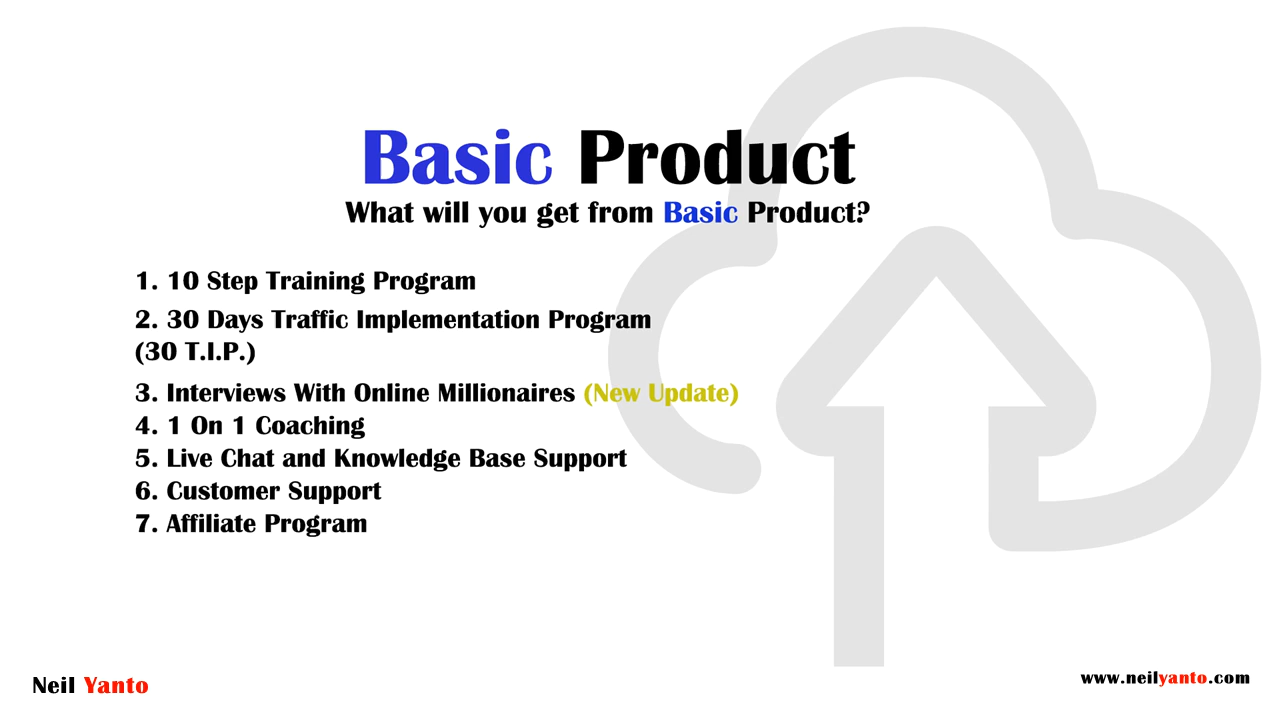 Basic Product
What will you get from Basic Product?
1. 10 Step Training Program
2. 30 Days Traffic Implementation Program
(30 T.I.P.)
3. Interviews With Online Millionaires (New Update)
4. 1 On 1 Coaching
5. Live Chat and Knowledge Base Support
6. Customer Support
7. Affiliate Program
Neil Yanto
www.neilyanto.com